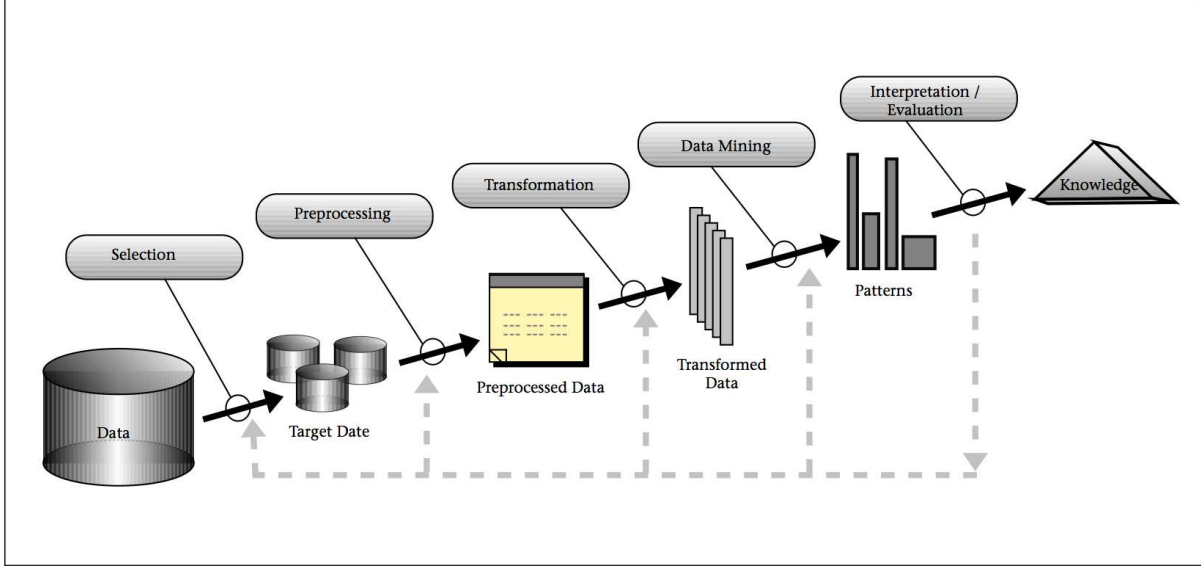 Interpretation /
Evaluation
Data Mining
Transformation
Preprocessing
Selection
Knowledge
Patterns
Transformed
Data
Preprocessed Data
Target Date
Data